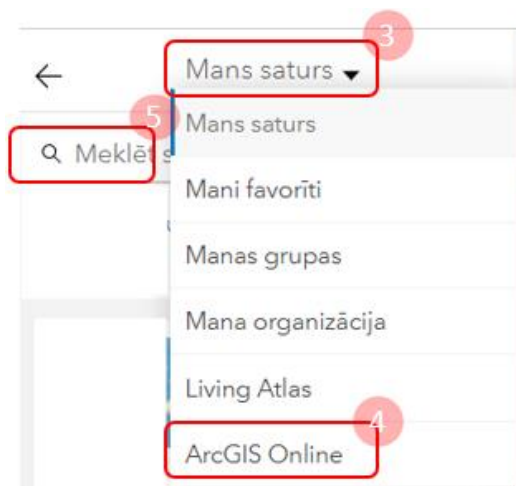 3
Mans saturs
5
Mans saturs
Meklēt s
Mani favorīti
Manas grupas
Mana organizācija
Living Atlas
4
ArcGIS Online